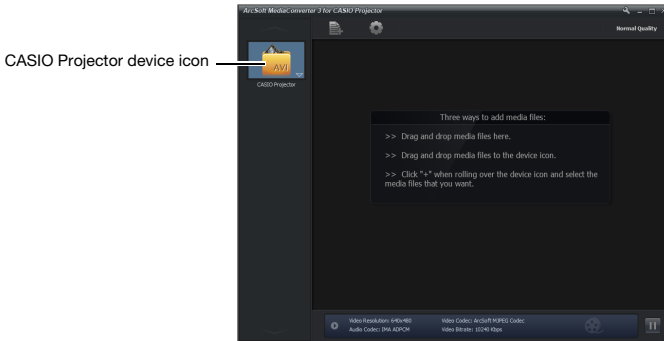 ArcSoft MediaConverter 3 for CASIO Projector
Normal Quality
CASIO Projector device icon
AVI
CASIO Projector
Three ways to add media files:
>> Drag and drop media files here.
>> Drag and drop media files to the device icon.
>> Click "+" when rolling over the device icon and select the
media files that you want.
Video Resolution: 640x480 Video Codec: ArcSoft MJPEG Codec
Audio Codec: IMA ADPCM Video Bitrate: 10240 Kbps